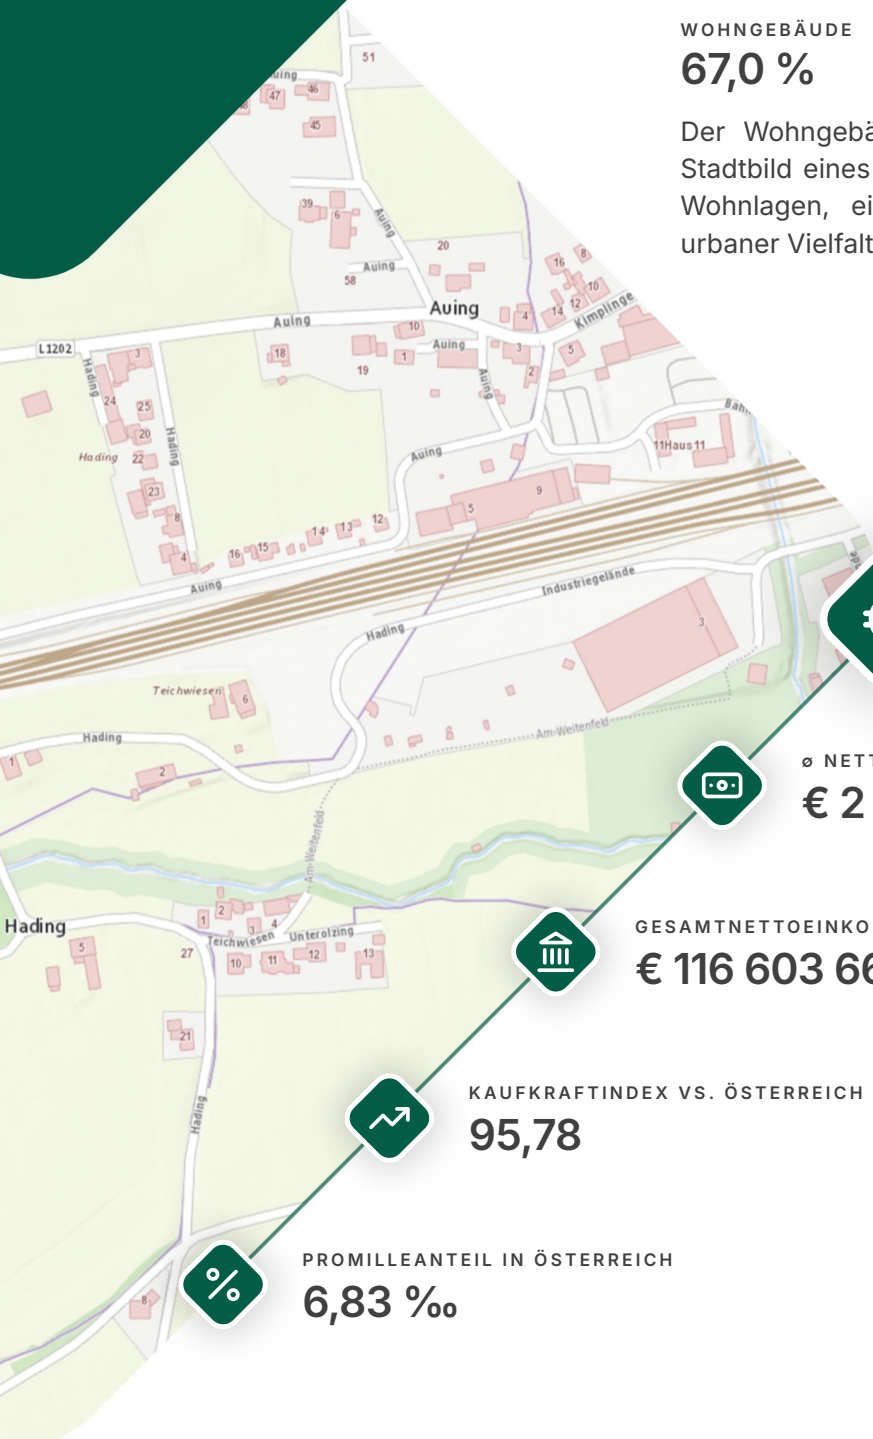 WOHNGEBÄUDE
67,0 %
Der Wohngebä
Stadtbild eines
Wohnlagen, ei
urbaner Vielfalt
51
uing
47
46
45
39
6
Auing
20
Auing
58
16
8
10
12
14
Kimplinge
Auing
4
Auing
10
L1202
Auing
3
5
18
1
19
2
Auing
Hading
3
24
25
20
Hading
Hading
22
Bahn
11Haus 11
Auing
23
9
5
8
4
16
15
14
13
12
Auing
Industriegelände
Hading
3
Teichwiesen
6
Hading
Am-Weitenfeld
1
2
ø NETT
€ 2
Am-Weitenfeld
Hading
1
2
3
4
Teichwiesen
Unterolzing
5
27
10
11
12
13
GESAMTNETTOEINKO
€ 116 603 66
21
Hading
KAUFKRAFTINDEX VS. ÖSTERREICH
95,78
PROMILLEANTEIL IN ÖSTERREICH
6,83 ‰
8